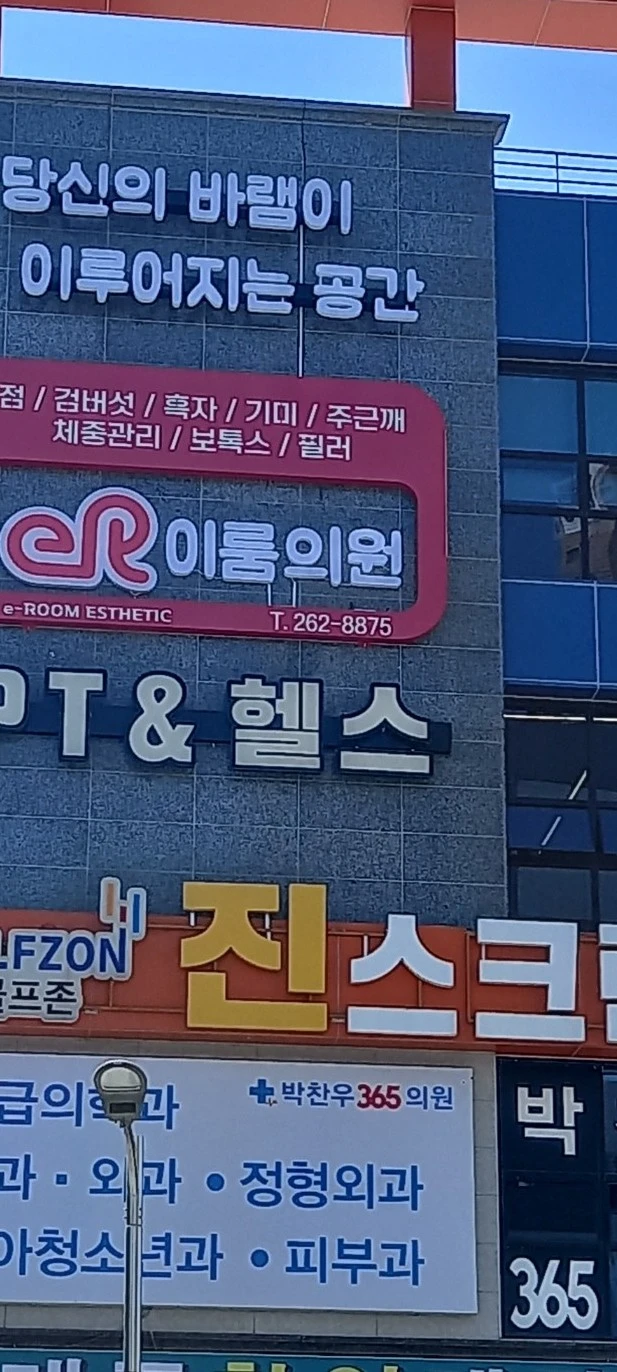 당신의 바램이
이루어지는 공간
점 / 검버섯 / 흑자 / 기미 / 주근깨
체중관리 / 보톡스 / 필러
eR 이룸의원
e-ROOM ESTHETIC T. 262-8875
PT & 헬스
LFZON
골프존
진스크
급의학과
박찬우365의원
과 · 외과 • 정형외과
아청소년과 • 피부과
박
365